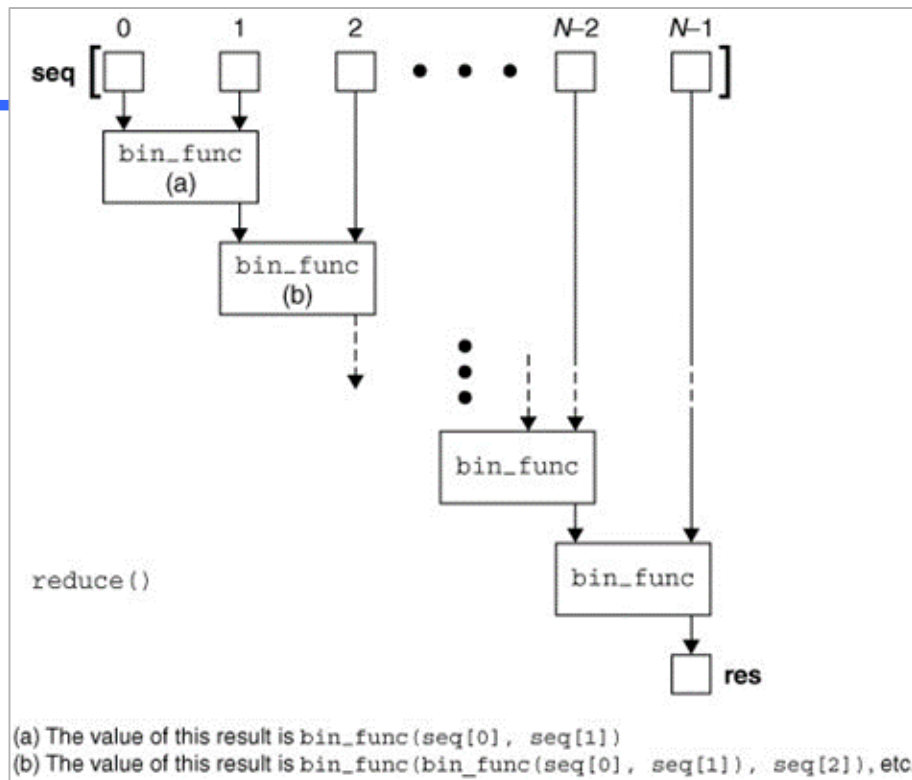 0 1 2 N–2 N–1
seq [ ]
bin_func
(a)
bin_func
(b)
bin_func
bin_func
reduce()
res
(a) The value of this result is bin_func(seq[0], seq[1])
(b) The value of this result is bin_func(bin_func(seq[0], seq[1]), seq[2]), etc